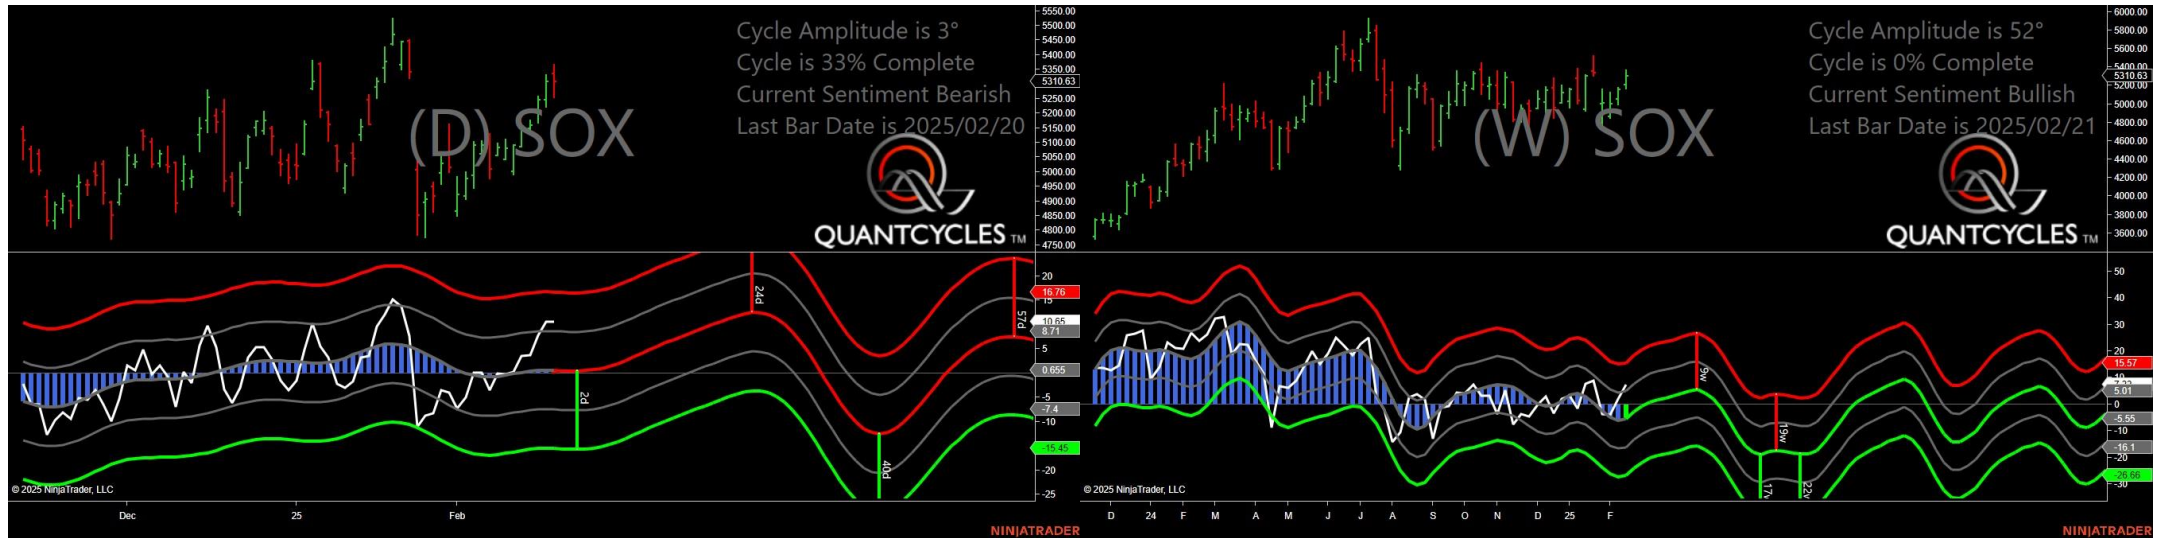 Cycle Amplitude is 3°
Cycle is 33% Complete
Current Sentiment Bearish
Last Bar Date is 2025/02/20
(D) SOX
QUANTCYCLES TM
5550.00
5500.00
5450.00
5400.00
5350.00
5310.63
5250.00
5200.00
5150.00
5100.00
5050.00
5000.00
4950.00
4900.00
4850.00
4800.00
4750.00
24d
57d
2d
40d
20
16.76
15
10.65
8.71
5
0.655
-5
-7.4
-10
-15.45
-20
-25
© 2025 NinjaTrader, LLC
Dec
25
Feb
NINJATRADER
Cycle Amplitude is 52°
Cycle is 0% Complete
Current Sentiment Bullish
Last Bar Date is 2025/02/21
(W) SOX
QUANTCYCLES TM
6000.00
5800.00
5600.00
5400.00
5310.63
5200.00
5000.00
4800.00
4600.00
4400.00
4200.00
4000.00
3800.00
3600.00
9w
19w
50
40
30
20
15.57
5.01
0
-5.55
-10
-16.1
-20
-26.66
-30
© 2025 NinjaTrader, LLC
D 24 F M A M J J A S O N D 25 F
NINJATRADER